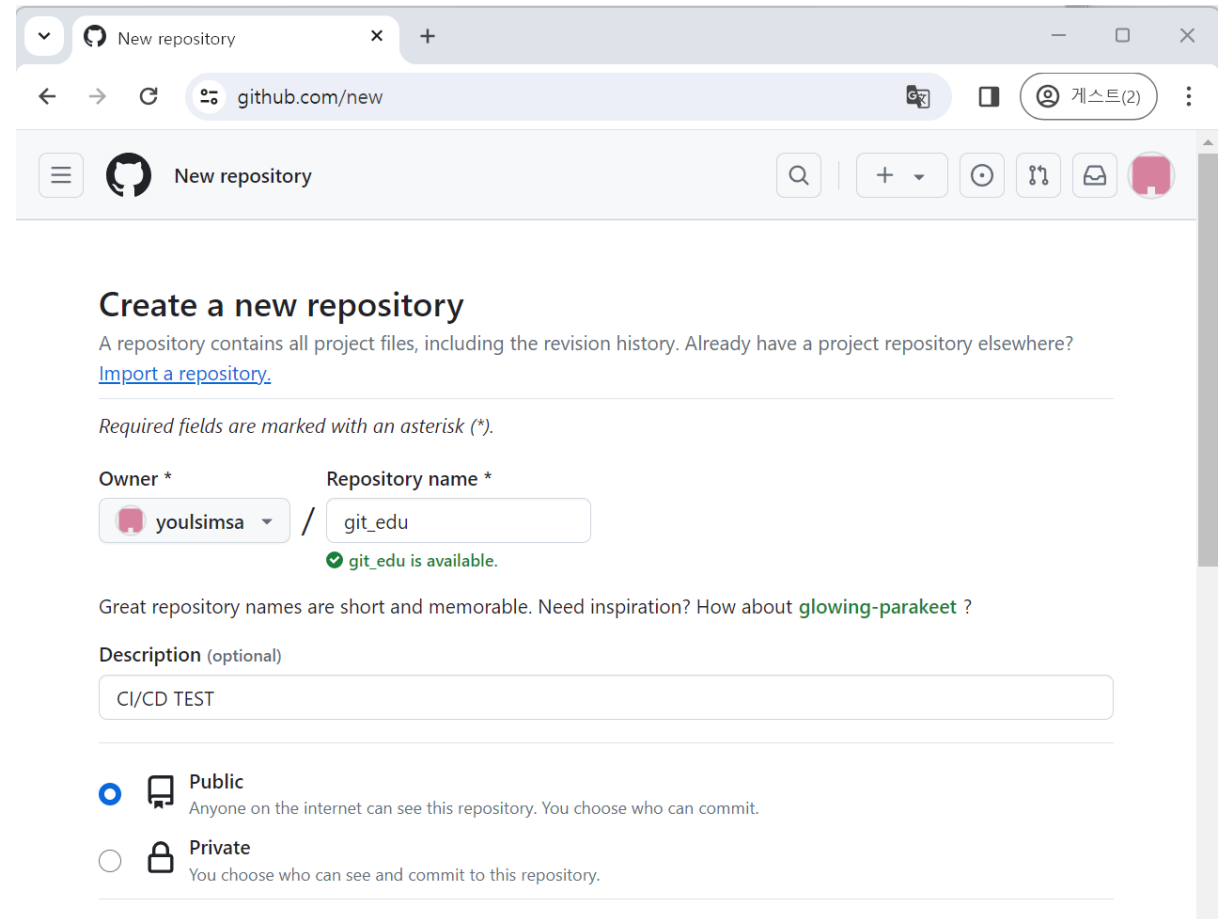 New repository
github.com/new
게스트(2)
New repository
Create a new repository
A repository contains all project files, including the revision history. Already have a project repository elsewhere?
Import a repository.
Required fields are marked with an asterisk (*).
Owner * Repository name *
youlsimsa / git_edu
git_edu is available.
Great repository names are short and memorable. Need inspiration? How about glowing-parakeet ?
Description (optional)
CI/CD TEST
Public
Anyone on the internet can see this repository. You choose who can commit.
Private
You choose who can see and commit to this repository.